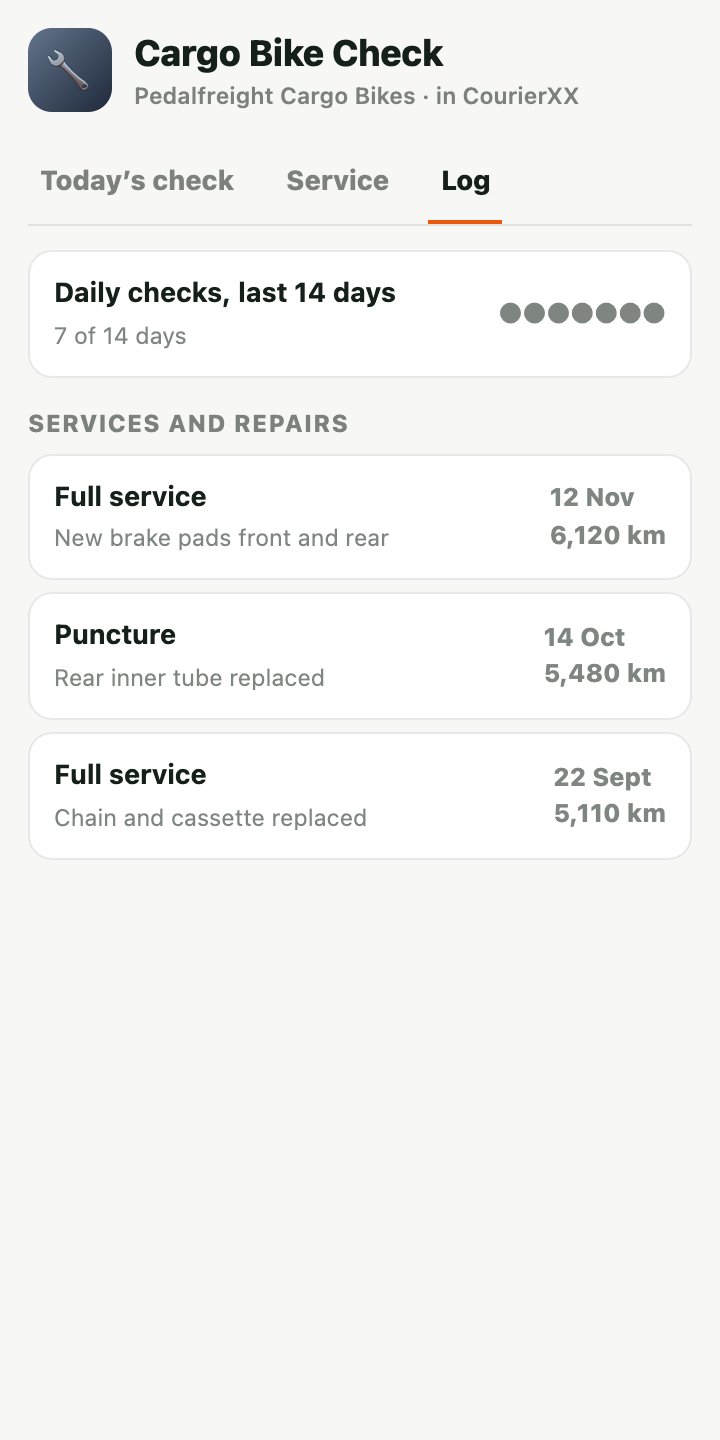 Cargo Bike Check
Pedalfreight Cargo Bikes · in CourierXX
Today’s check
Service
Log
Daily checks, last 14 days
7 of 14 days
●●●●●●●
SERVICES AND REPAIRS
Full service
New brake pads front and rear
12 Nov
6,120 km
Puncture
Rear inner tube replaced
14 Oct
5,480 km
Full service
Chain and cassette replaced
22 Sept
5,110 km